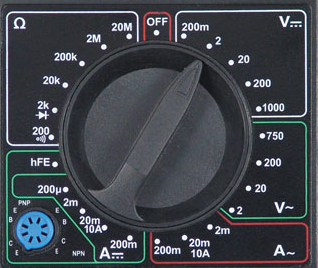 Ω 20M OFF 200m V⎓
2M 2
200k 20
20k 200
2k 1000
200 750
hFE 200
200µ 20
PNP 2m 2 V~
E E
B B 20m 2m
10A 20m
C C 200m 200m 10A
E E NPN A⎓ A~